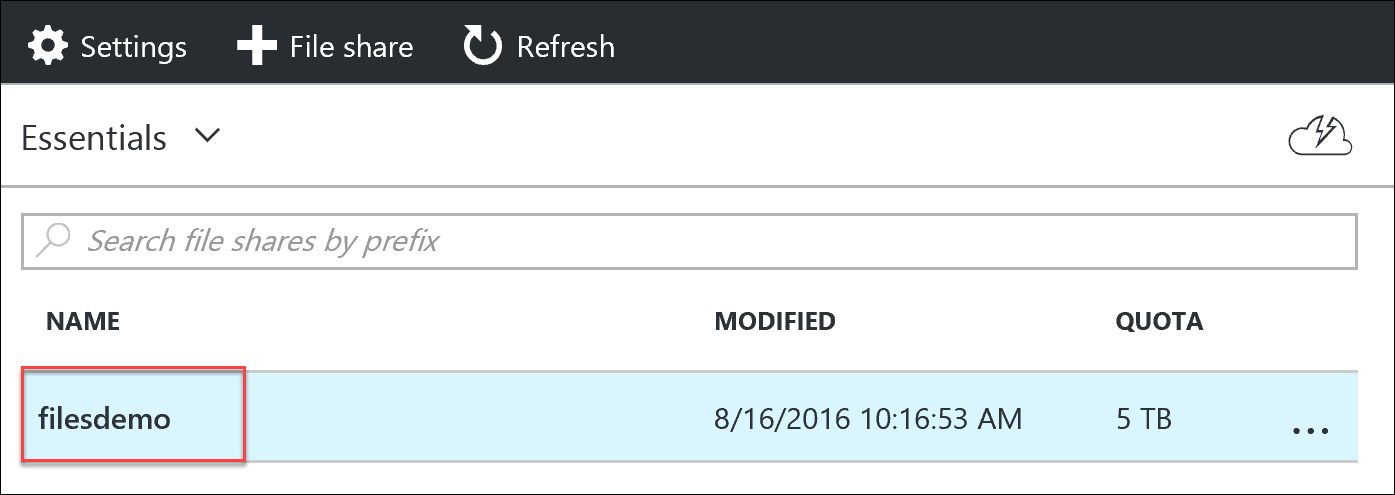 Settings File share Refresh
Essentials
Search file shares by prefix
NAME MODIFIED QUOTA
filesdemo 8/16/2016 10:16:53 AM 5 TB ...